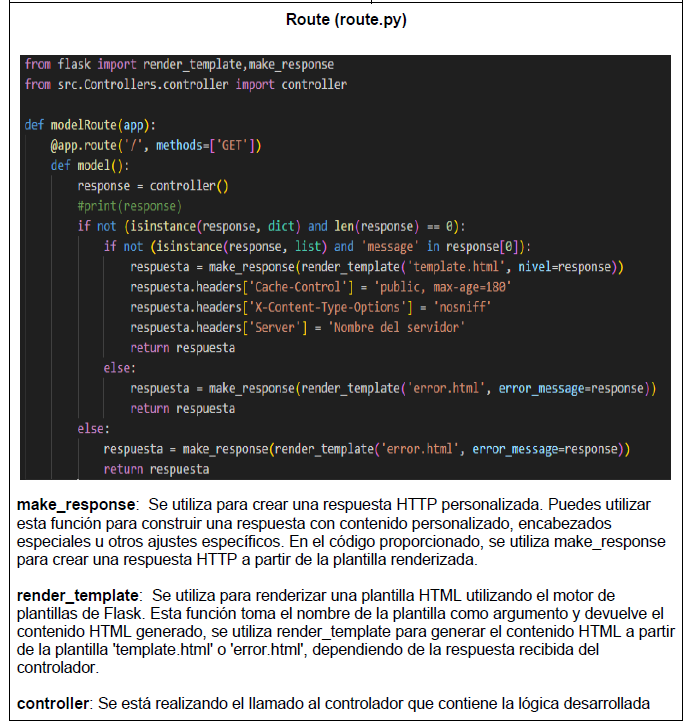 Route (route.py)
from flask import render_template,make_response
from src.Controllers.controller import controller
def modelRoute(app):
    @app.route('/', methods=['GET'])
    def model():
        response = controller()
        #print(response)
        if not (isinstance(response, dict) and len(response) == 0):
            if not (isinstance(response, list) and 'message' in response[0]):
                respuesta = make_response(render_template('template.html', nivel=response))
                respuesta.headers['Cache-Control'] = 'public, max-age=180'
                respuesta.headers['X-Content-Type-Options'] = 'nosniff'
                respuesta.headers['Server'] = 'Nombre del servidor'
                return respuesta
            else:
                respuesta = make_response(render_template('error.html', error_message=response))
                return respuesta
        else:
            respuesta = make_response(render_template('error.html', error_message=response))
            return respuesta
make_response: Se utiliza para crear una respuesta HTTP personalizada. Puedes utilizar
esta función para construir una respuesta con contenido personalizado, encabezados
especiales u otros ajustes específicos. En el código proporcionado, se utiliza make_response
para crear una respuesta HTTP a partir de la plantilla renderizada.
render_template: Se utiliza para renderizar una plantilla HTML utilizando el motor de
plantillas de Flask. Esta función toma el nombre de la plantilla como argumento y devuelve el
contenido HTML generado, se utiliza render_template para generar el contenido HTML a partir
de la plantilla 'template.html' o 'error.html', dependiendo de la respuesta recibida del
controlador.
controller: Se está realizando el llamado al controlador que contiene la lógica desarrollada